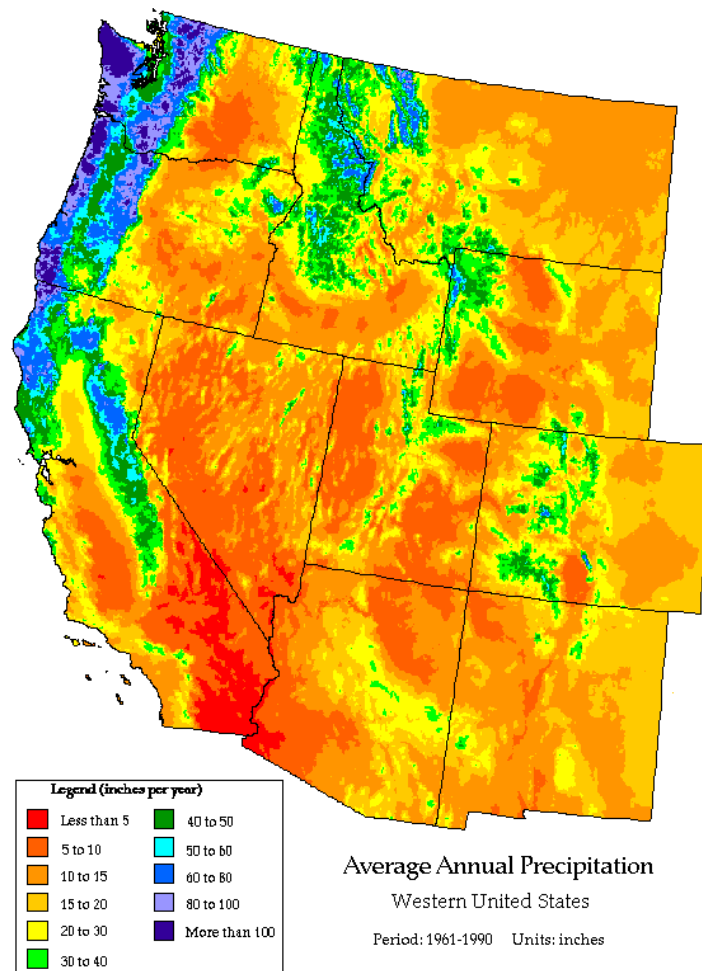 Legend (inches per year)
Less than 5
5 to 10
10 to 15
15 to 20
20 to 30
30 to 40
40 to 50
50 to 60
60 to 80
80 to 100
More than 100
Average Annual Precipitation
Western United States
Period: 1961-1990 Units: inches